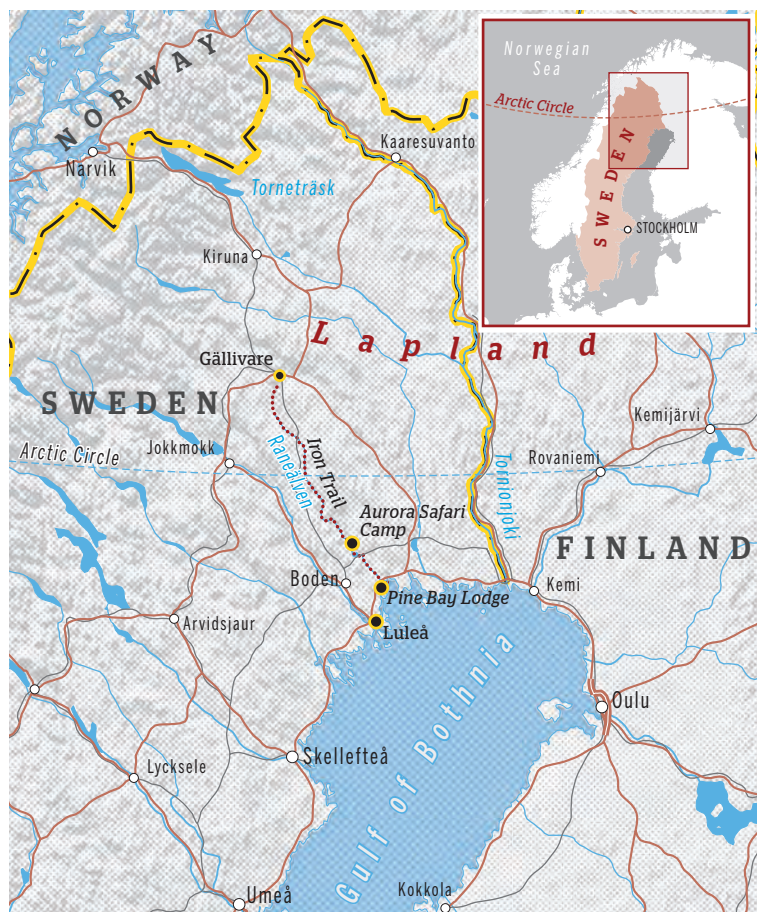 NORWAY
Norwegian
Sea
Arctic Circle
SWEDEN
STOCKHOLM
Kaaresuvanto
Narvik
Torneträsk
Kiruna
Lapland
Gällivare
SWEDEN
Kemijärvi
Jokkmokk
Arctic Circle
Raneälven
Iron Trail
Tornionjoki
Rovaniemi
Aurora Safari
Camp
FINLAND
Boden
Pine Bay Lodge
Kemi
Arvidsjaur
Luleå
Gulf of Bothnia
Oulu
Skellefteå
Lycksele
Umeå
Kokkola